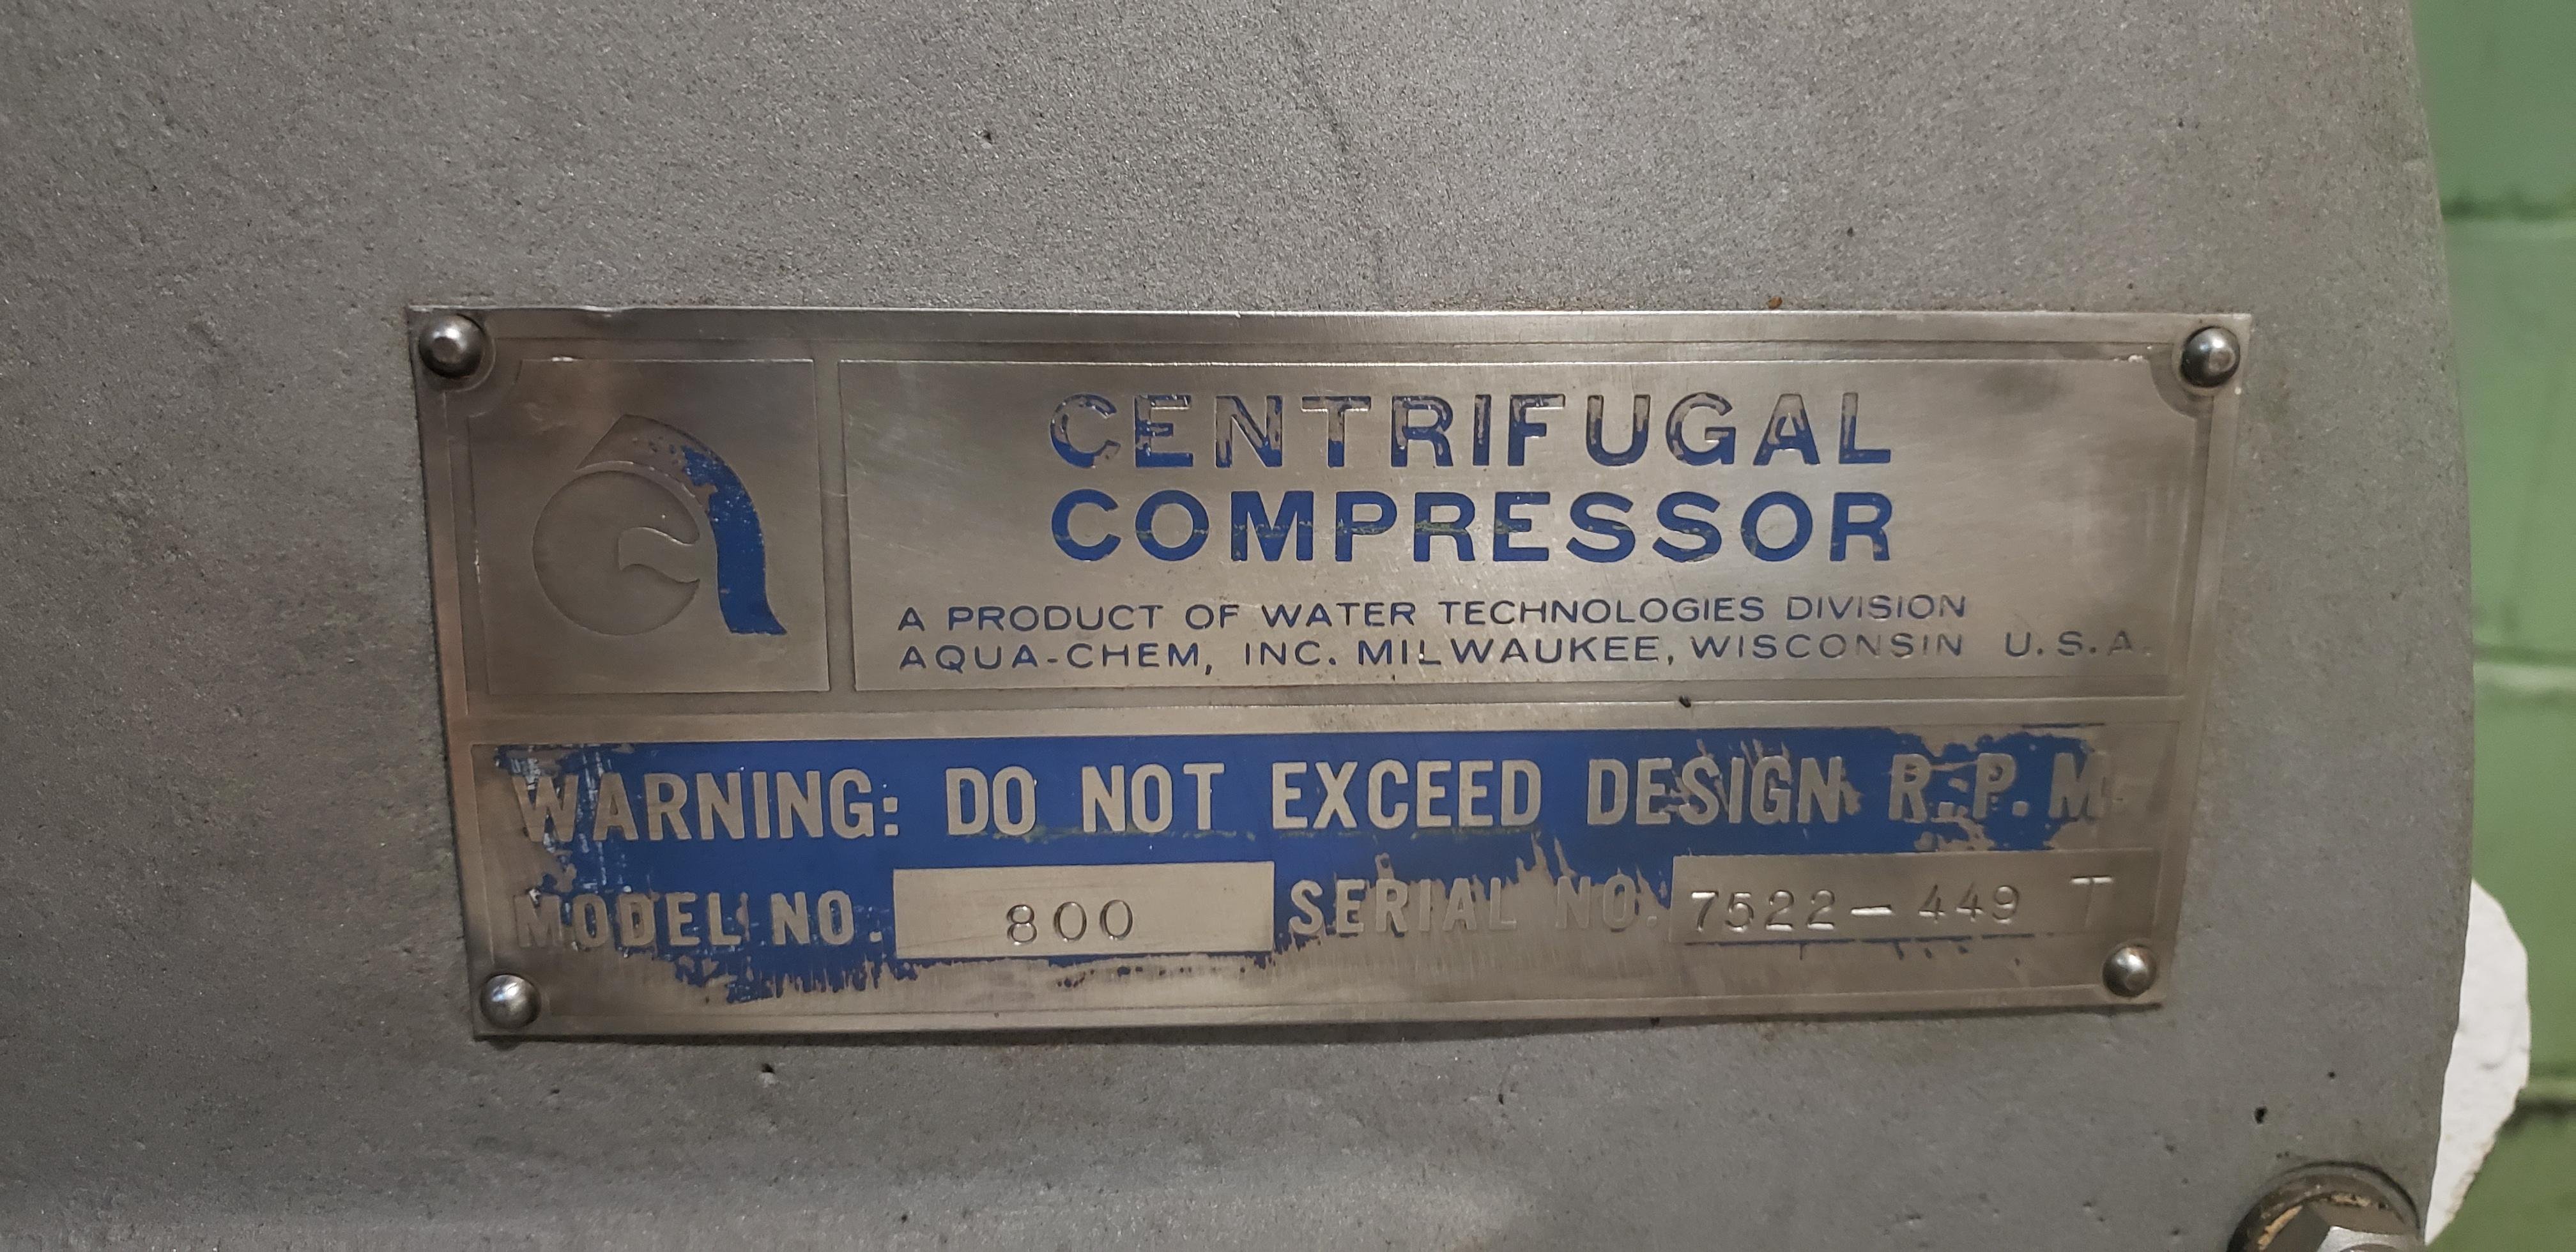 CENTRIFUGAL
COMPRESSOR
A PRODUCT OF WATER TECHNOLOGIES DIVISION
AQUA-CHEM, INC. MILWAUKEE, WISCONSIN U.S.A.
WARNING: DO NOT EXCEED DESIGN R.P.M.
MODEL NO. 800 SERIAL NO. 7522-449 T